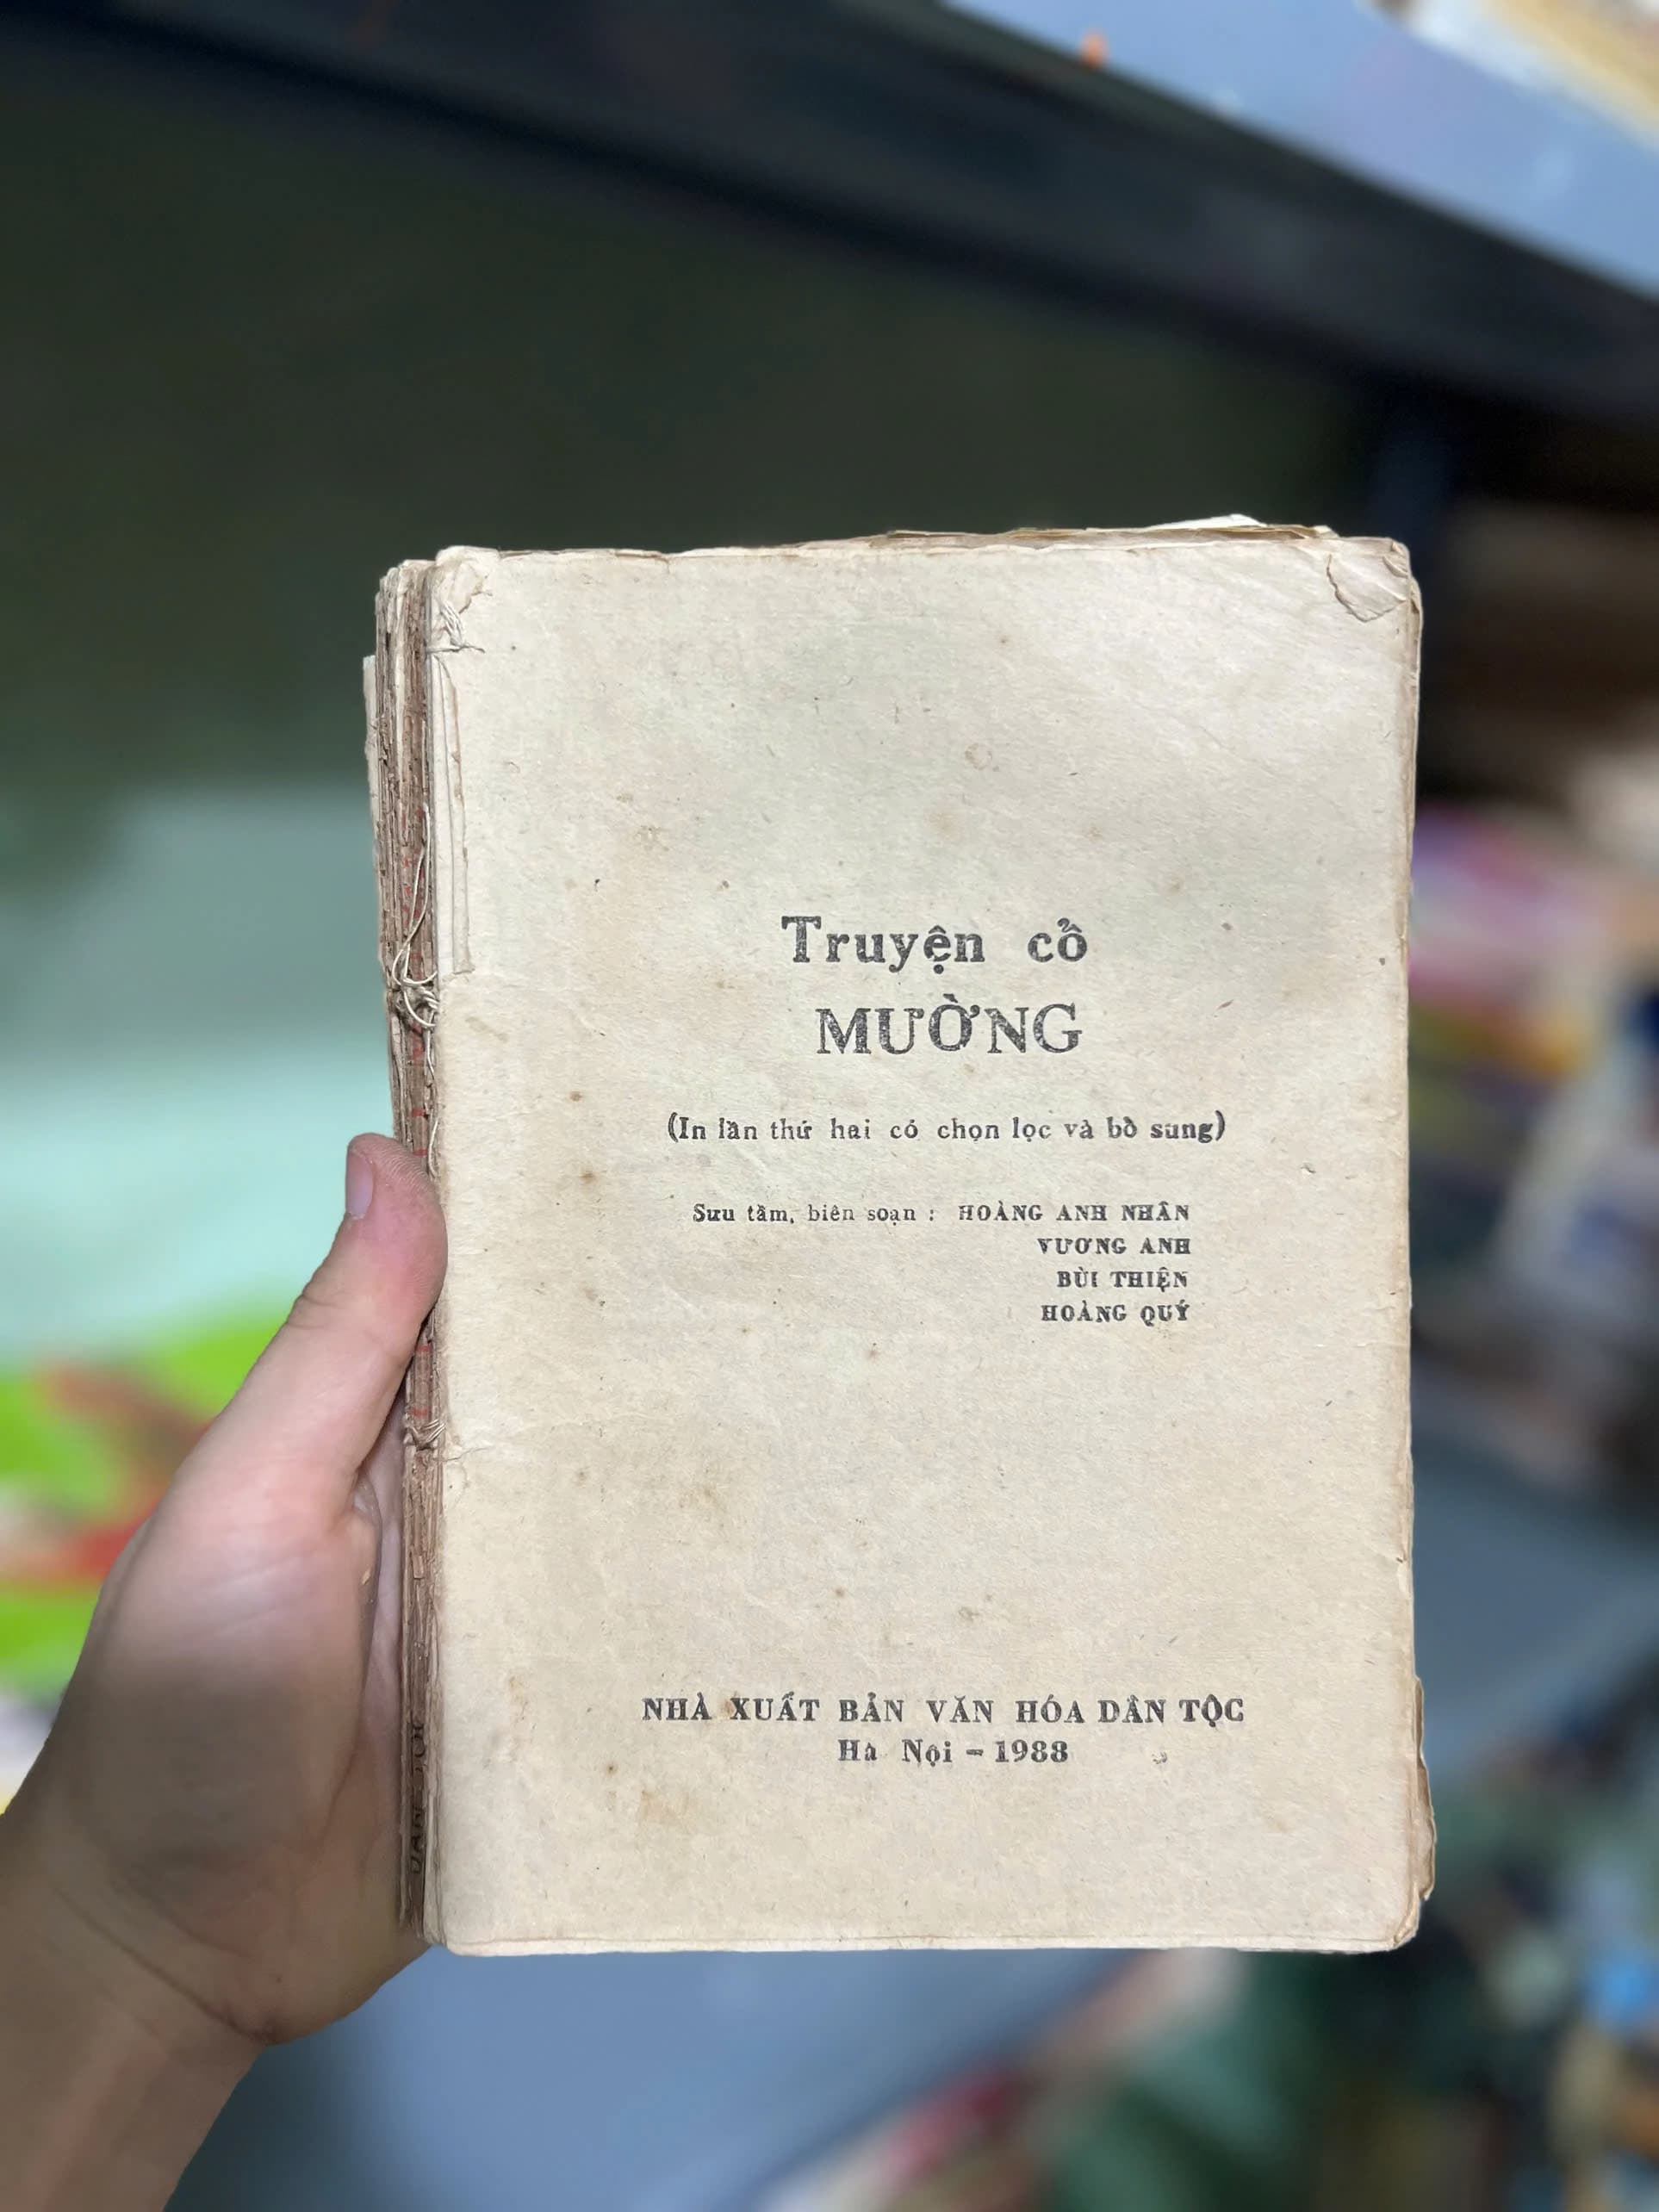 Truyện cổ
MƯỜNG
(In lần thứ hai có chọn lọc và bổ sung)
Sưu tầm, biên soạn : HOÀNG ANH NHÂN
VƯƠNG ANH
BÙI THIỆN
HOÀNG QUÝ
NHÀ XUẤT BẢN VĂN HÓA DÂN TỘC
Hà Nội - 1988